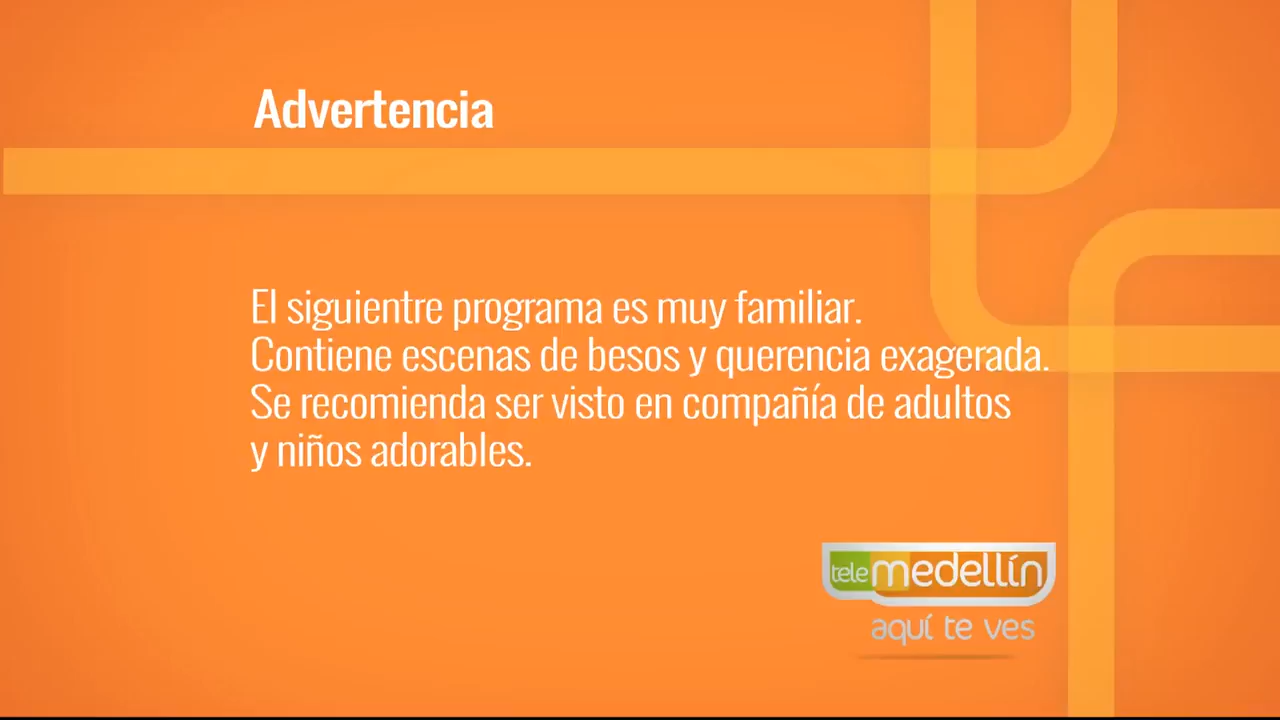 Advertencia
El siguientre programa es muy familiar.
Contiene escenas de besos y querencia exagerada.
Se recomienda ser visto en compañía de adultos
y niños adorables.
tele medellín
aquí te ves